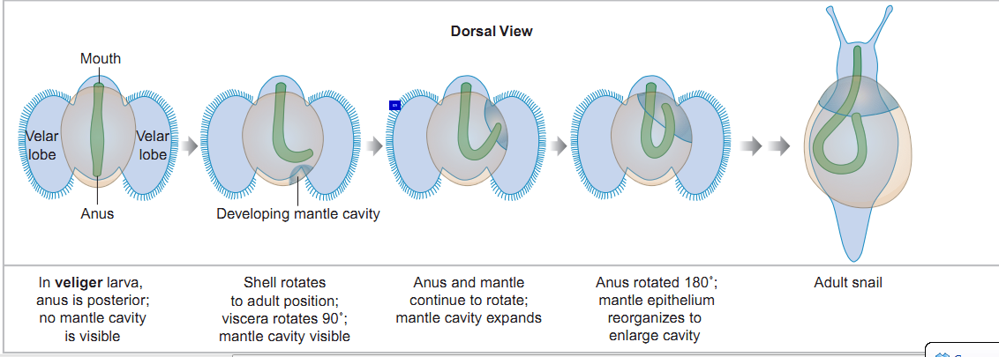 Dorsal View
Mouth
Velar
lobe
Velar
lobe
Anus
Developing mantle cavity
In veliger larva,
anus is posterior;
no mantle cavity
is visible
Shell rotates
to adult position;
viscera rotates 90˚;
mantle cavity visible
Anus and mantle
continue to rotate;
mantle cavity expands
Anus rotated 180˚;
mantle epithelium
reorganizes to
enlarge cavity
Adult snail